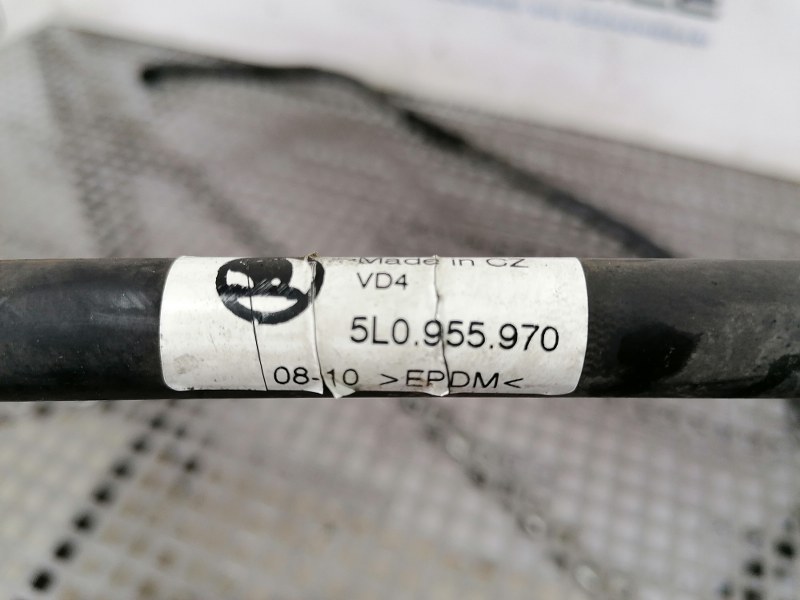 Made in CZ
VD4
5L0.955.970
08-10 >EPDM<